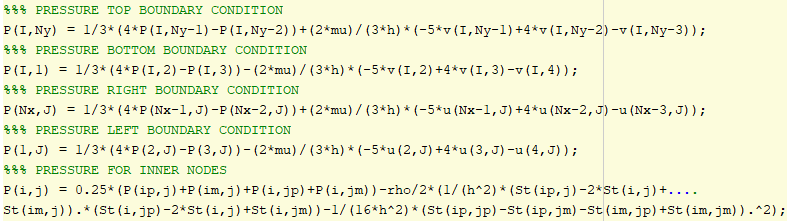 %%% PRESSURE TOP BOUNDARY CONDITION
P(I,Ny) = 1/3*(4*P(I,Ny-1)-P(I,Ny-2))+(2*mu)/(3*h)*(-5*v(I,Ny-1)+4*v(I,Ny-2)-v(I,Ny-3));
%%% PRESSURE BOTTOM BOUNDARY CONDITION
P(I,1) = 1/3*(4*P(I,2)-P(I,3))-(2*mu)/(3*h)*(-5*v(I,2)+4*v(I,3)-v(I,4));
%%% PRESSURE RIGHT BOUNDARY CONDITION
P(Nx,J) = 1/3*(4*P(Nx-1,J)-P(Nx-2,J))+(2*mu)/(3*h)*(-5*u(Nx-1,J)+4*u(Nx-2,J)-u(Nx-3,J));
%%% PRESSURE LEFT BOUNDARY CONDITION
P(1,J) = 1/3*(4*P(2,J)-P(3,J))-(2*mu)/(3*h)*(-5*u(2,J)+4*u(3,J)-u(4,J));
%%% PRESSURE FOR INNER NODES
P(i,j) = 0.25*(P(ip,j)+P(im,j)+P(i,jp)+P(i,jm))-rho/2*(1/(h^2)*(St(ip,j)-2*St(i,j)+....
St(im,j)).*(St(i,jp)-2*St(i,j)+St(i,jm))-1/(16*h^2)*(St(ip,jp)-St(ip,jm)-St(im,jp)+St(im,jm)).^2);